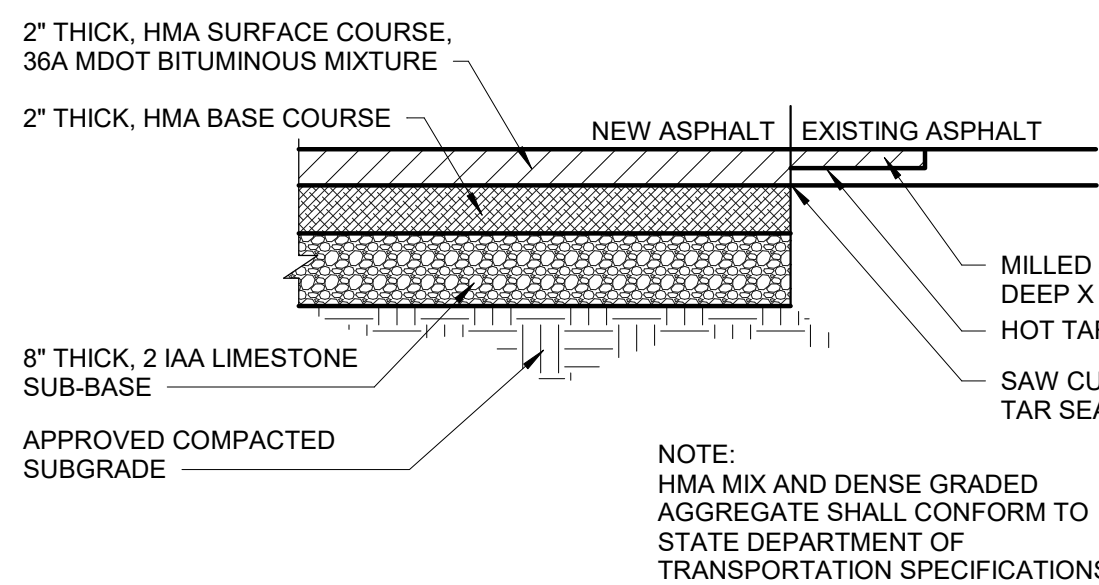 2" THICK, HMA SURFACE COURSE,
36A MDOT BITUMINOUS MIXTURE
2" THICK, HMA BASE COURSE
NEW ASPHALT
EXISTING ASPHALT
MILLED
DEEP X
HOT TAR
SAW
TAR
8" THICK, 2 IAA LIMESTONE
SUB-BASE
APPROVED COMPACTED
SUBGRADE
NOTE:
HMA MIX AND DENSE GRADED
AGGREGATE SHALL CONFORM TO
STATE DEPARTMENT OF
TRANSPORTATION SPECIFICATIONS